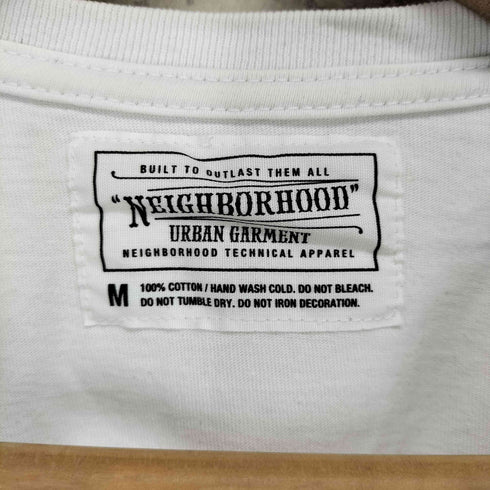 BUILT TO OUTLAST THEM ALL
"NEIGHBORHOOD"
URBAN GARMENT
NEIGHBORHOOD TECHNICAL APPAREL
M 100% COTTON / HAND WASH COLD. DO NOT BLEACH.
DO NOT TUMBLE DRY. DO NOT IRON DECORATION.